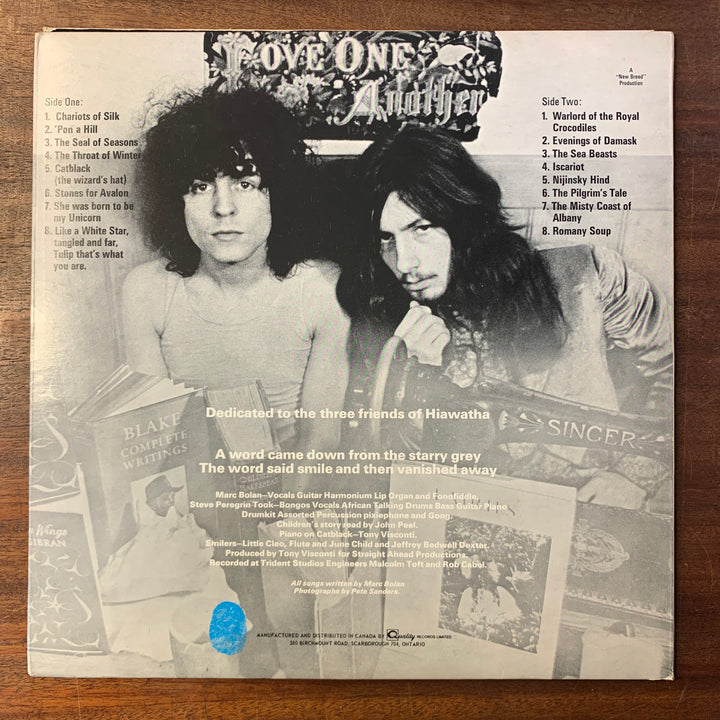 LOVE ONE
Another
A
"New Breed"
Production
Side One:
1. Chariots of Silk
2. 'Pon a Hill
3. The Seal of Seasons
4. The Throat of Winter
5. Catblack
(the wizard's hat)
6. Stones for Avalon
7. She was born to be
my Unicorn
8. Like a White Star,
tangled and far,
Tulip that's what
you are.
Side Two:
1. Warlord of the Royal
Crocodiles
2. Evenings of Damask
3. The Sea Beasts
4. Iscariot
5. Nijinsky Hind
6. The Pilgrim's Tale
7. The Misty Coast of
Albany
8. Romany Soup
Dedicated to the three friends of Hiawatha
SINGER
BLAKE
COMPLETE
WRITINGS
A word came down from the starry grey
The word said smile and then vanished away
Marc Bolan–Vocals Guitar Harmonium Lip Organ and Fonofiddle.
Steve Peregrin Took–Bongos Vocals African Talking Drums Bass Guitar Piano
Drumkit Assorted Percussion pixiephone and Gong.
Children's story read by John Peel.
Piano on Catblack–Tony Visconti.
Smilers–Little Cleo, Flute and June Child and Jeffrey Bedwell Dexter.
Produced by Tony Visconti for Straight Ahead Productions.
Recorded at Trident Studios Engineers Malcolm Toft and Rob Cabel.
Wings
GIBRAN
All songs written by Marc Bolan
Photographs by Pete Sanders.
MANUFACTURED AND DISTRIBUTED IN CANADA BY Quality RECORDS LIMITED
380 BIRCHMOUNT ROAD, SCARBOROUGH 704, ONTARIO